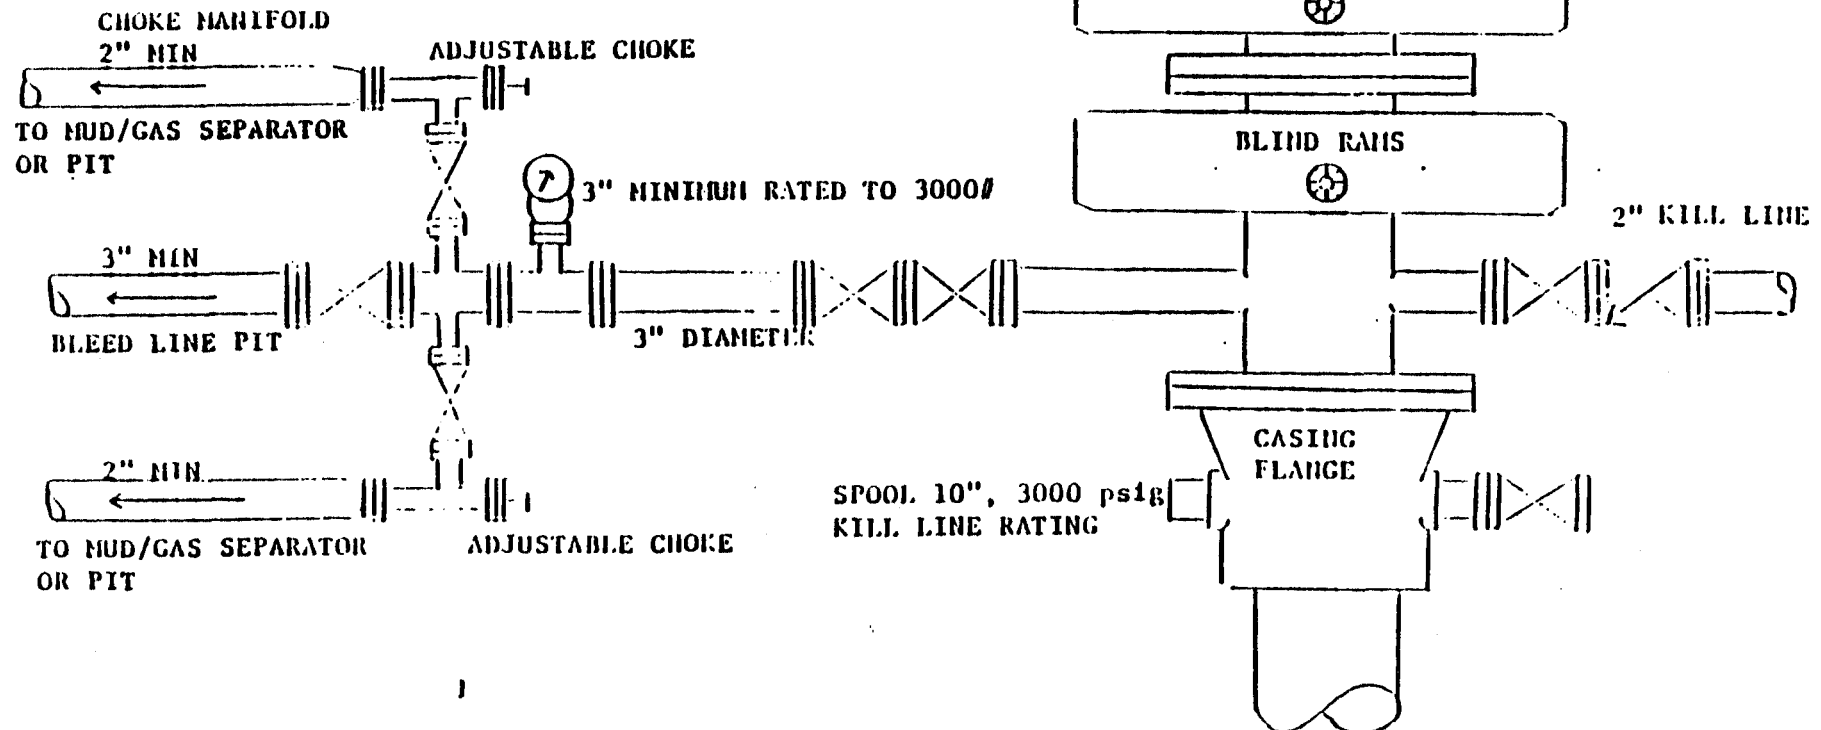 CHOKE MANIFOLD
2" MIN
ADJUSTABLE CHOKE
TO MUD/GAS SEPARATOR
OR PIT
BLIND RAMS
3" MINIMUM RATED TO 3000#
2" KILL LINE
3" MIN
BLEED LINE PIT
3" DIAMETER
CASING
FLANGE
2" MIN
SPOOL 10", 3000 psig
KILL LINE RATING
TO MUD/GAS SEPARATOR
OR PIT
ADJUSTABLE CHOKE